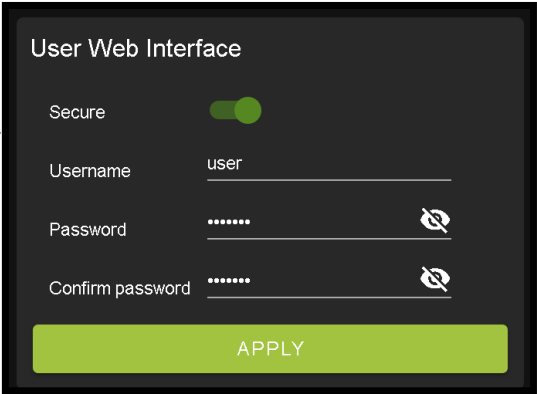 User Web Interface
Secure
Username user
Password •••••••
Confirm password •••••••
APPLY